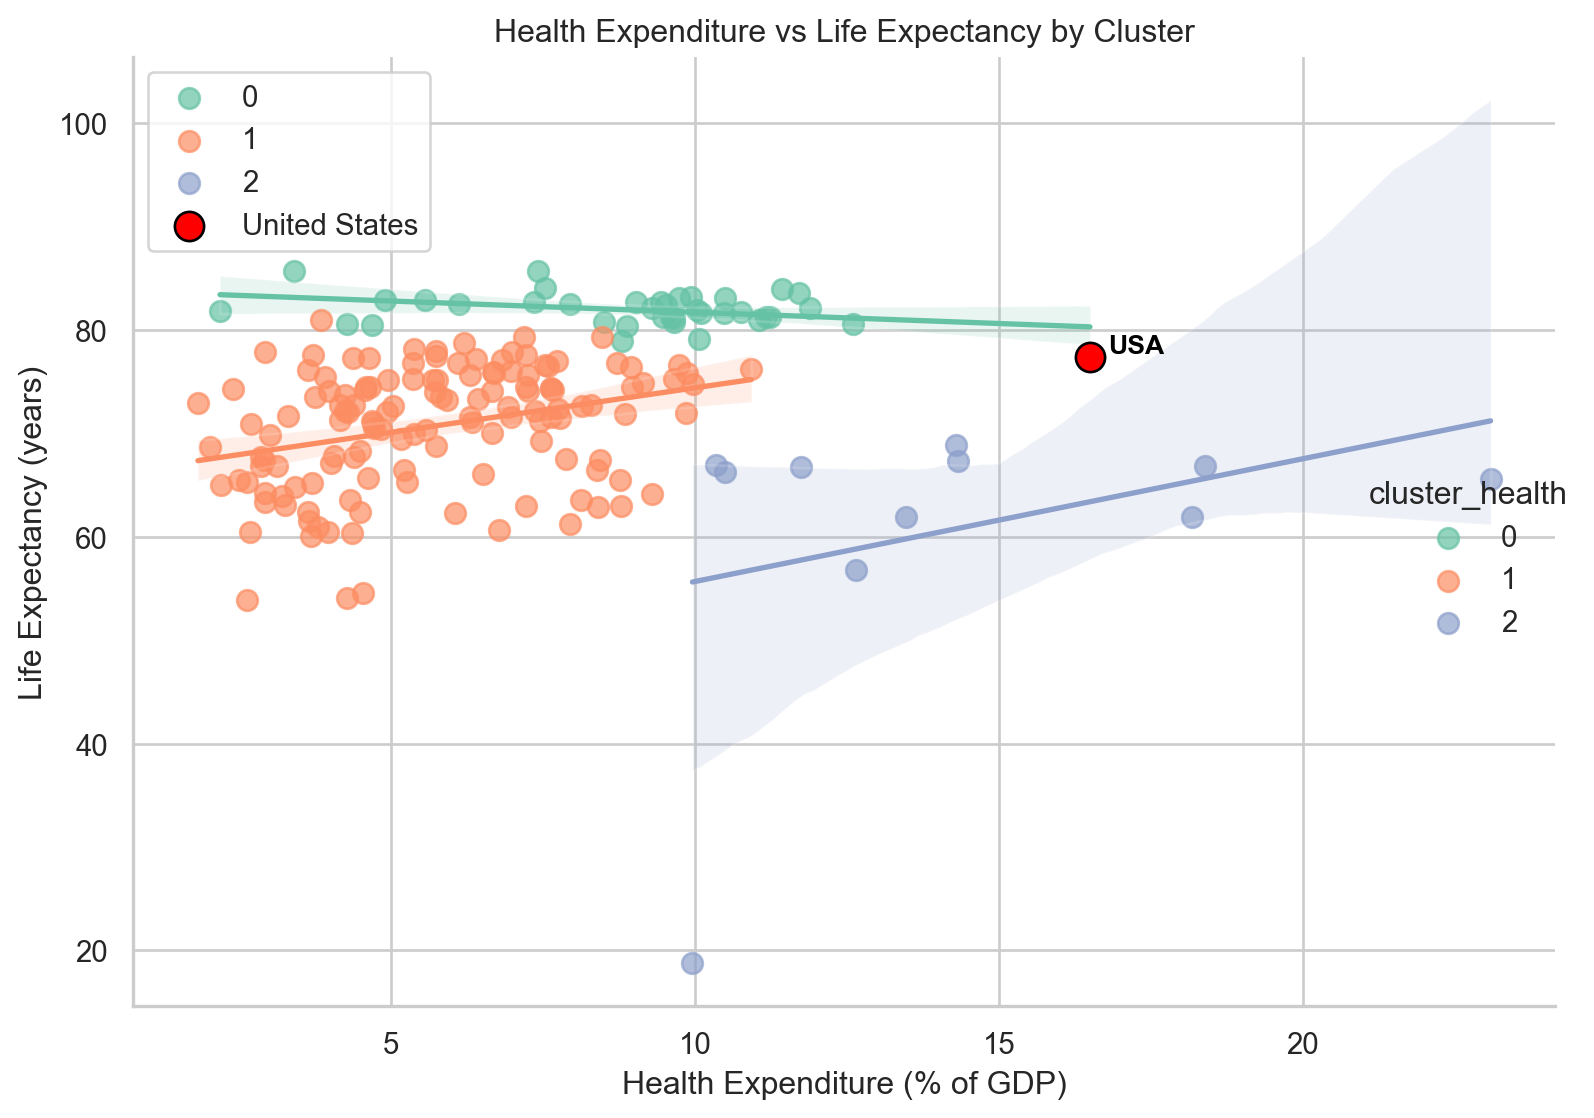 Health Expenditure vs Life Expectancy by Cluster
0
1
2
United States
100
80
60
40
20
Life Expectancy (years)
USA
cluster_health
0
1
2
5
10
15
20
Health Expenditure (% of GDP)